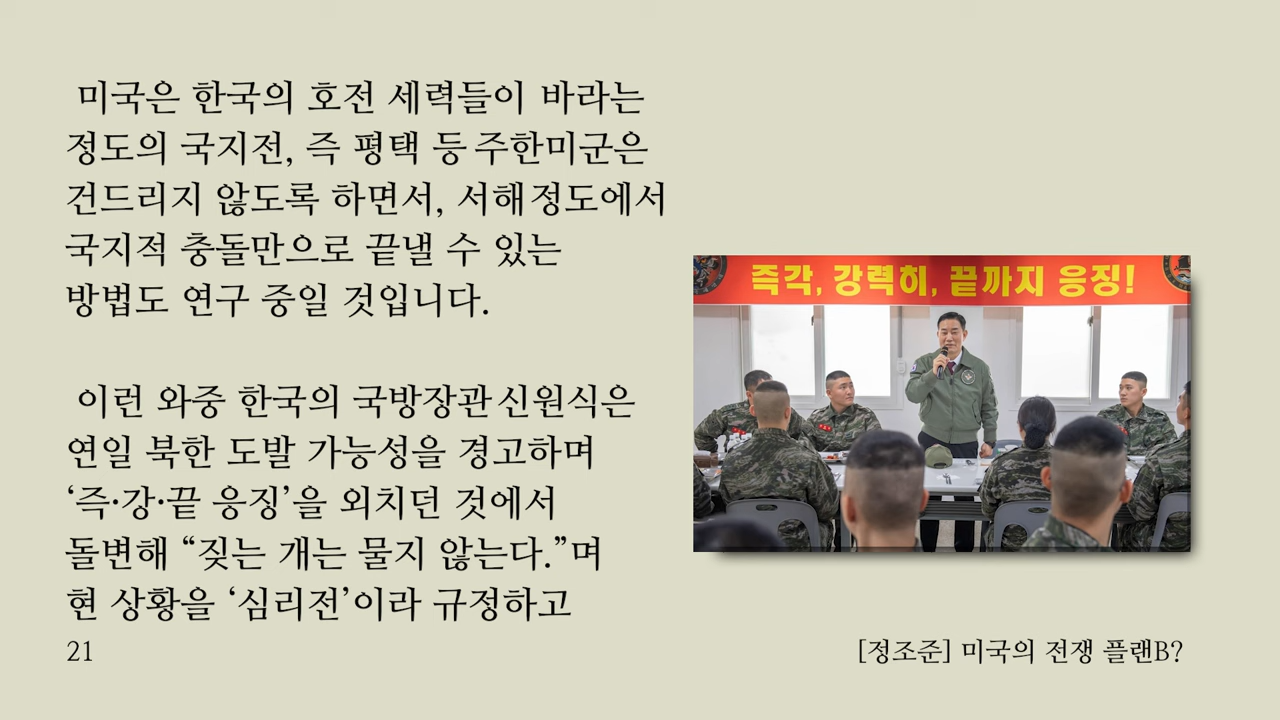 미국은 한국의 호전 세력들이 바라는
정도의 국지전, 즉 평택 등 주한미군은
건드리지 않도록 하면서, 서해 정도에서
국지적 충돌만으로 끝낼 수 있는
방법도 연구 중일 것입니다.
이런 와중 한국의 국방장관 신원식은
연일 북한 도발 가능성을 경고하며
‘즉·강·끝 응징’을 외치던 것에서
돌변해 “짖는 개는 물지 않는다.”며
현 상황을 ‘심리전’이라 규정하고
즉각, 강력히, 끝까지 응징!
21
[정조준] 미국의 전쟁 플랜B?